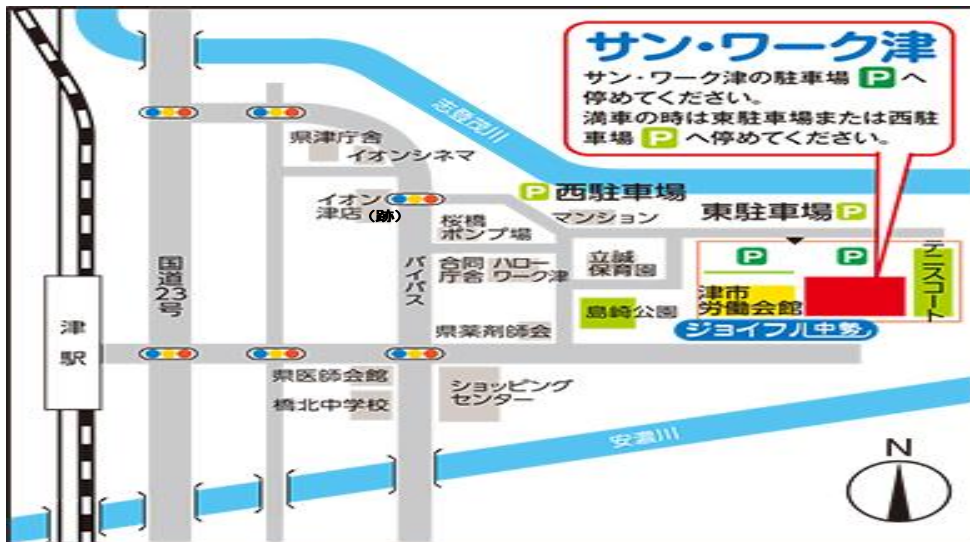 サン・ワーク津
サン・ワーク津の駐車場 P へ
停めてください。
満車の時は東駐車場または西駐
車場 P へ停めてください。
志登茂川
県津庁舎
イオンシネマ
イオン
津店 (跡)
P 西駐車場
マンション
東駐車場 P
桜橋
ポンプ場
国道23号
バイパス
合同
庁舎
ハロー
ワーク津
立誠
保育園
P
P
テニスコート
津市
労働会館
島崎公園
ジョイフル中勢
津駅
県薬剤師会
県医師会館
橋北中学校
ショッピング
センター
安濃川
N